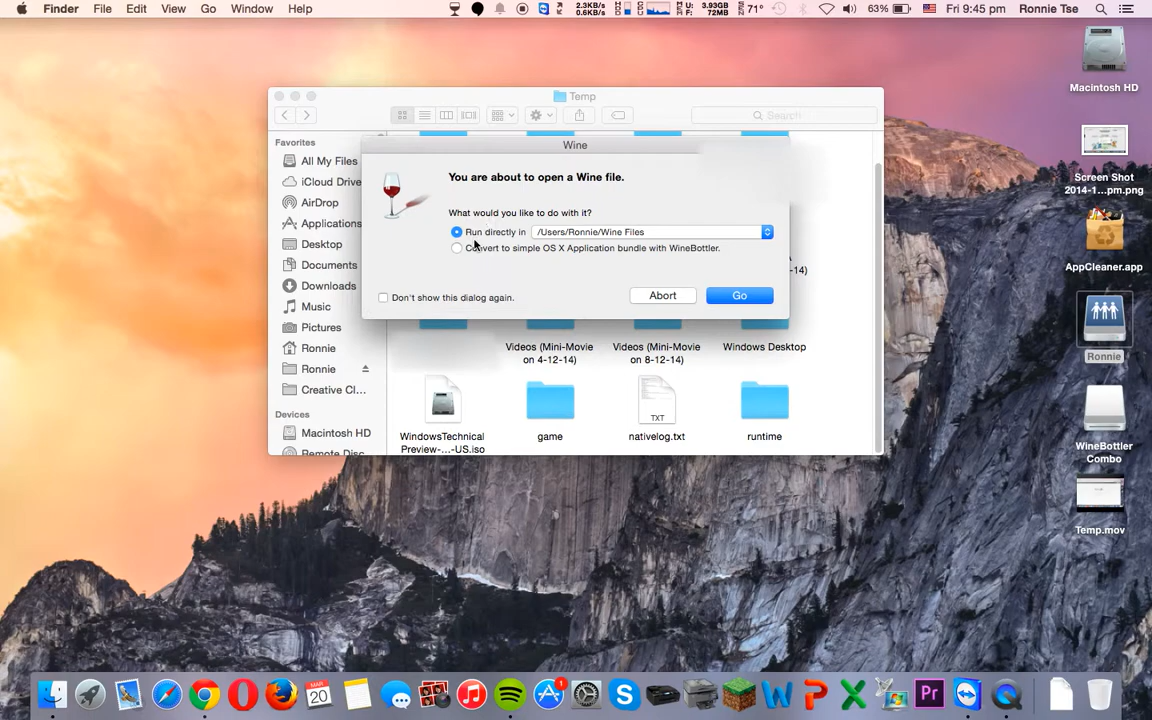 Finder File Edit View Go Window Help
2.3KB/s
0.6KB/s
3.93GB
72MB
71°
63%
Fri 9:45 pm Ronnie Tse
Macintosh HD
Screen Shot
2014-1...pm.png
AppCleaner.app
Ronnie
WineBottler
Combo
Temp.mov
Temp
Search
Favorites
All My Files
iCloud Drive
AirDrop
Applications
Desktop
Documents
Downloads
Music
Pictures
Ronnie
Ronnie
Creative Cl...
Devices
Macintosh HD
Remote Disc
Wine
You are about to open a Wine file.
What would you like to do with it?
Run directly in /Users/Ronnie/Wine Files
Convert to simple OS X Application bundle with WineBottler.
Don't show this dialog again.
Abort Go
-14)
Videos (Mini-Movie
on 4-12-14)
Videos (Mini-Movie
on 8-12-14)
Windows Desktop
WindowsTechnical
Preview-...-US.iso
game
TXT
nativelog.txt
runtime
MAR
20
1
Pr